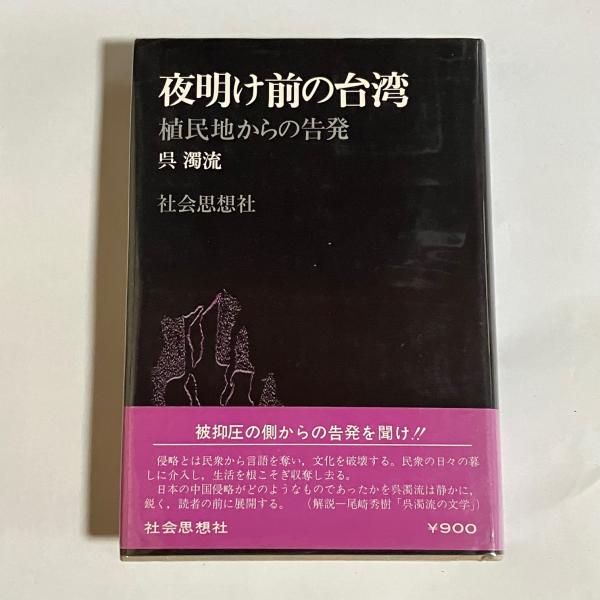 夜明け前の台湾
植民地からの告発
呉 濁流
社会思想社
被抑圧の側からの告発を聞け!!
侵略とは民衆から言語を奪い，文化を破壊する。民衆の日々の暮
しに介入し，生活を根こそぎ収奪し去る。
日本の中国侵略がどのようなものであったかを呉濁流は静かに，
鋭く，読者の前に展開する。 （解説―尾崎秀樹「呉濁流の文学」）
社会思想社 ¥900